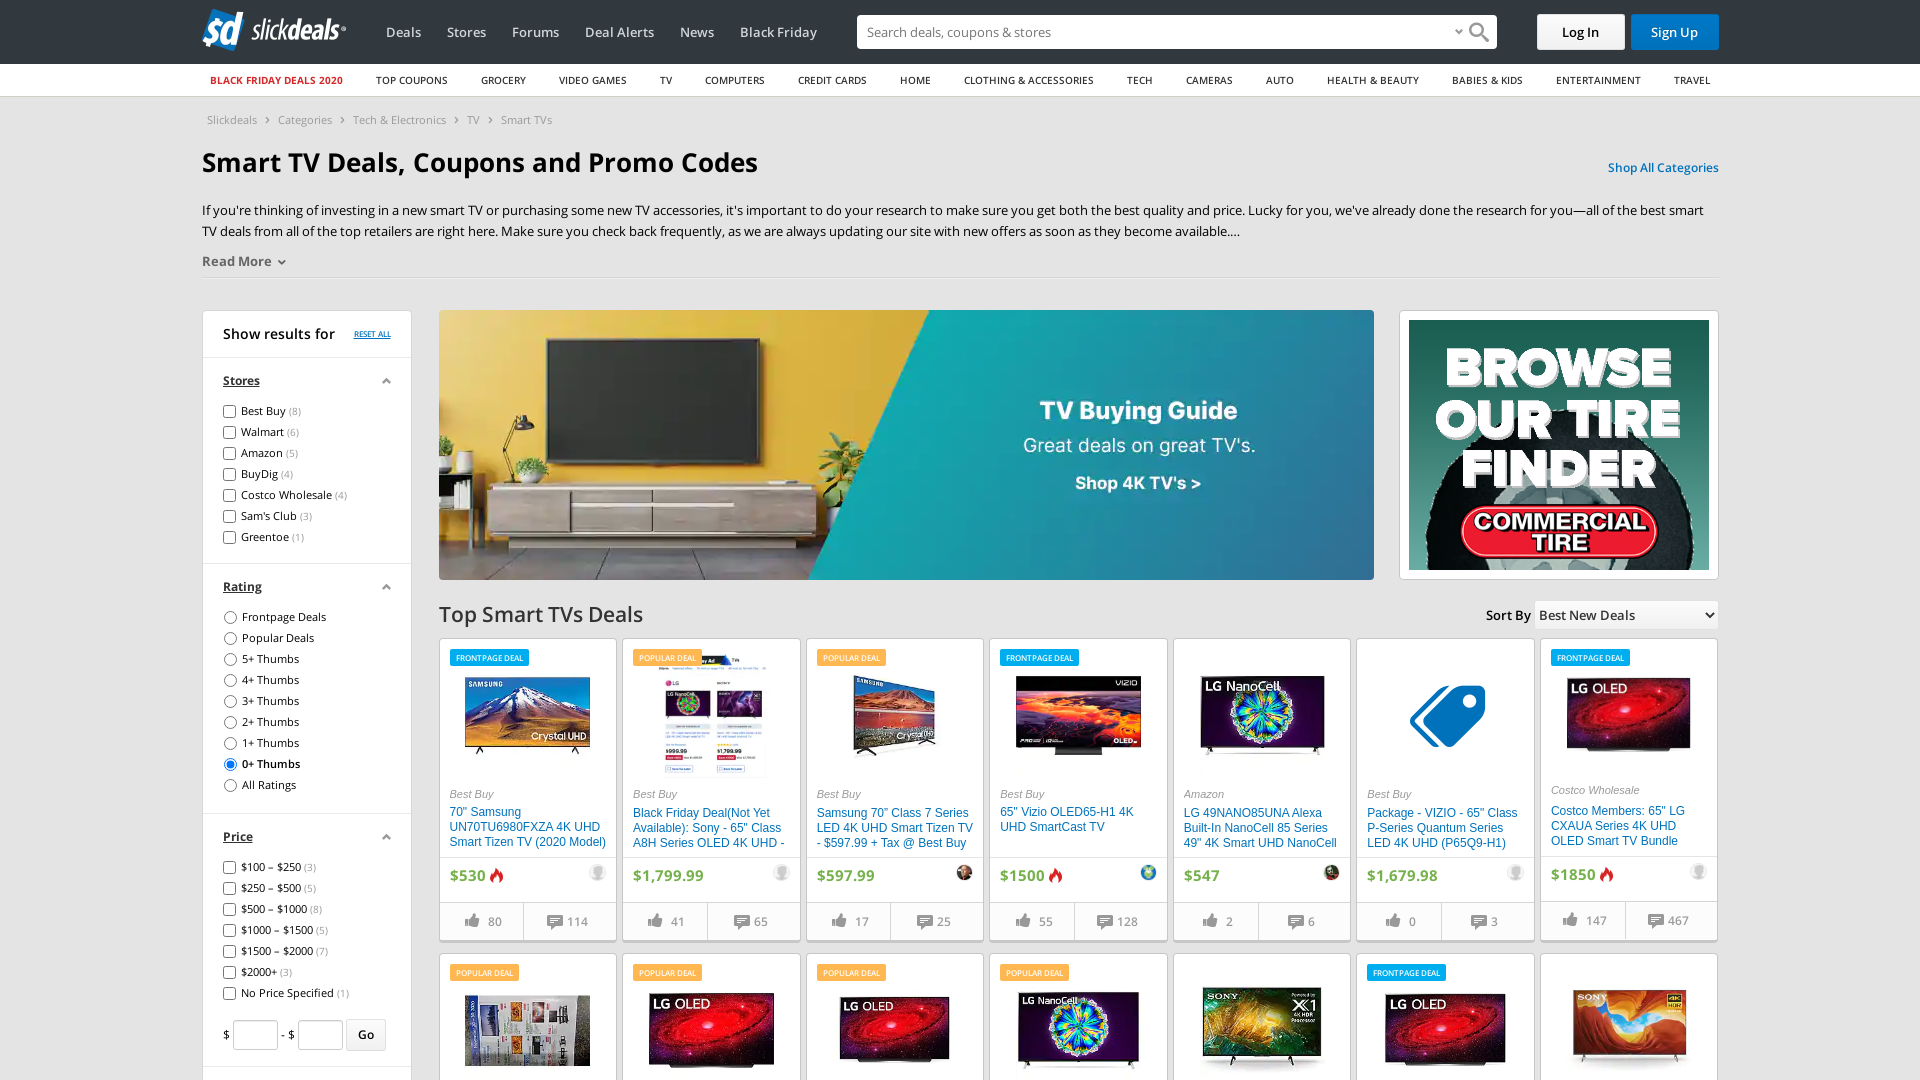 slickdeals
Deals
Stores
Forums
Deal Alerts
News
Black Friday
Search deals, coupons & stores
Log In
Sign Up
BLACK FRIDAY DEALS 2020
TOP COUPONS
GROCERY
VIDEO GAMES
TV
COMPUTERS
CREDIT CARDS
HOME
CLOTHING & ACCESSORIES
TECH
CAMERAS
AUTO
HEALTH & BEAUTY
BABIES & KIDS
ENTERTAINMENT
TRAVEL
Slickdeals > Categories > Tech & Electronics > TV > Smart TVs
Smart TV Deals, Coupons and Promo Codes
Shop All Categories
If you're thinking of investing in a new smart TV or purchasing some new TV accessories, it's important to do your research to make sure you get both the best quality and price. Lucky for you, we've already done the research for you—all of the best smart
TV deals from all of the top retailers are right here. Make sure you check back frequently, as we are always updating our site with new offers as soon as they become available....
Read More
Show results for
RESET ALL
Stores
Best Buy (8)
Walmart (6)
Amazon (5)
BuyDig (4)
Costco Wholesale (4)
Sam's Club (3)
Greentoe (1)
Rating
Frontpage Deals
Popular Deals
5+ Thumbs
4+ Thumbs
3+ Thumbs
2+ Thumbs
1+ Thumbs
0+ Thumbs
All Ratings
Price
$100 – $250 (3)
$250 – $500 (5)
$500 – $1000 (8)
$1000 – $1500 (5)
$1500 – $2000 (7)
$2000+ (3)
No Price Specified (1)
$ - $ Go
TV Buying Guide
Great deals on great TV's.
Shop 4K TV's >
BROWSE
OUR TIRE
FINDER
COMMERCIAL
TIRE
Top Smart TVs Deals
Sort By Best New Deals
FRONTPAGE DEAL
SAMSUNG
Crystal UHD
Best Buy
70" Samsung
UN70TU6980FXZA 4K UHD
Smart Tizen TV (2020 Model)
$530
80
114
POPULAR DEAL
Best Buy
Black Friday Deal(Not Yet
Available): Sony - 65" Class
A8H Series OLED 4K UHD -
$1,799.99
41
65
POPULAR DEAL
SAMSUNG
Best Buy
Samsung 70” Class 7 Series
LED 4K UHD Smart Tizen TV
- $597.99 + Tax @ Best Buy
$597.99
17
25
FRONTPAGE DEAL
VIZIO
OLED
Best Buy
65" Vizio OLED65-H1 4K
UHD SmartCast TV
$1500
55
128
LG NanoCell
Amazon
LG 49NANO85UNA Alexa
Built-In NanoCell 85 Series
49" 4K Smart UHD NanoCell
$547
2
6
Best Buy
Package - VIZIO - 65" Class
P-Series Quantum Series
LED 4K UHD (P65Q9-H1)
$1,679.98
0
3
FRONTPAGE DEAL
LG OLED
Costco Wholesale
Costco Members: 65" LG
CXAUA Series 4K UHD
OLED Smart TV Bundle
$1850
147
467
POPULAR DEAL
POPULAR DEAL
LG OLED
POPULAR DEAL
LG OLED
POPULAR DEAL
LG NanoCell
SONY
X1
4K HDR
Processor
FRONTPAGE DEAL
LG OLED
SONY
4K
HDR